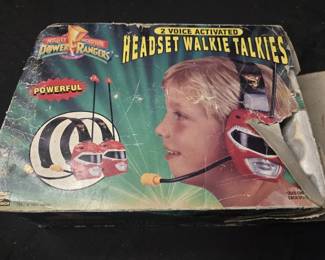 MIGHTY MORPHIN
POWER RANGERS
2 VOICE ACTIVATED
HEADSET WALKIE TALKIES
POWERFUL